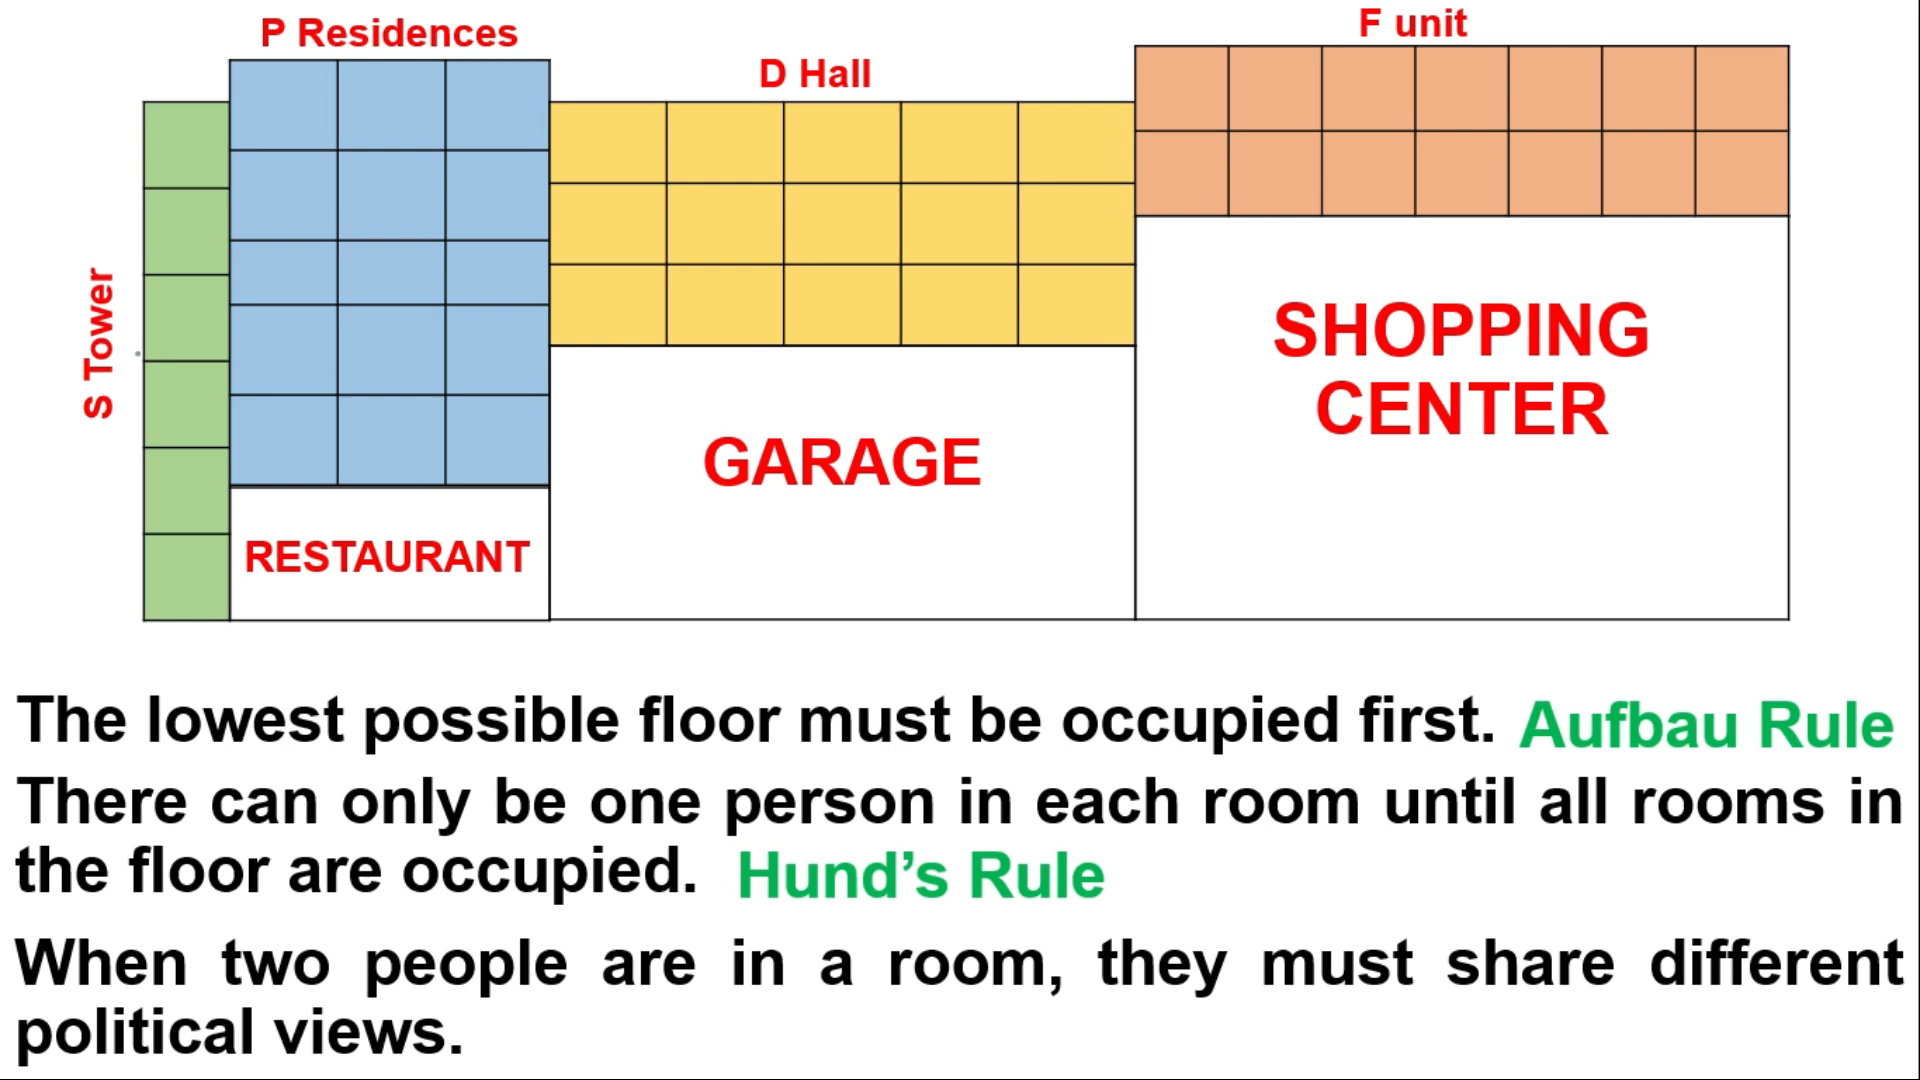 P Residences
D Hall
F unit
S Tower
SHOPPING
CENTER
GARAGE
RESTAURANT
The lowest possible floor must be occupied first. Aufbau Rule
There can only be one person in each room until all rooms in
the floor are occupied. Hund’s Rule
When two people are in a room, they must share different
political views.